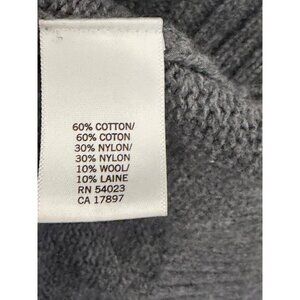 60% COTTON/
60% COTON
30% NYLON/
30% NYLON
10% WOOL/
10% LAINE
RN 54023
CA 17897